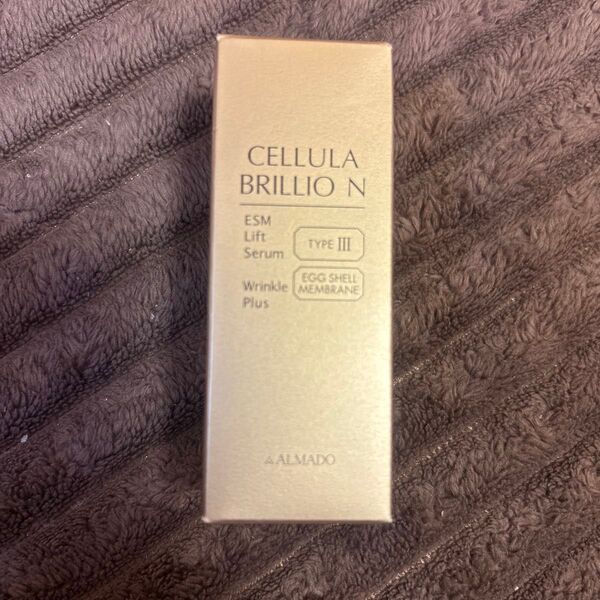 CELLULA
BRILLIO N
ESM
Lift
Serum
TYPE III
Wrinkle
Plus
EGG SHELL
MEMBRANE
ALMADO